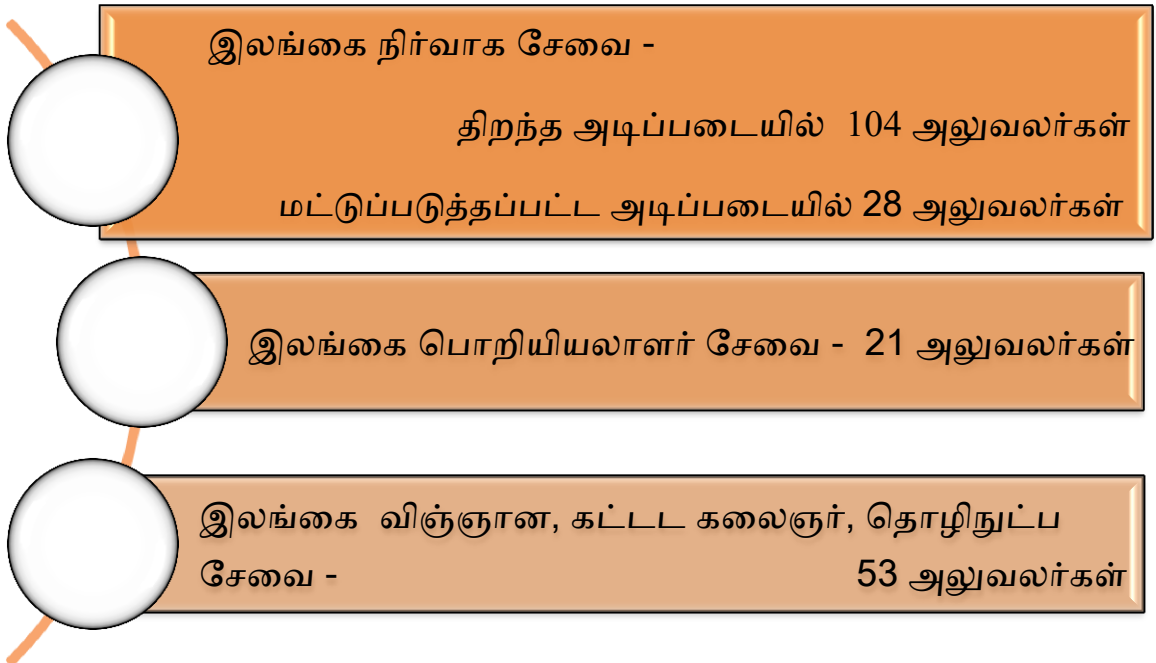 இலங்கை நிர்வாக சேவை -
திறந்த அடிப்படையில் 104 அலுவலர்கள்
மட்டுப்படுத்தப்பட்ட அடிப்படையில் 28 அலுவலர்கள்
இலங்கை பொறியியலாளர் சேவை - 21 அலுவலர்கள்
இலங்கை விஞ்ஞான, கட்டட கலைஞர், தொழிநுட்ப
சேவை - 53 அலுவலர்கள்